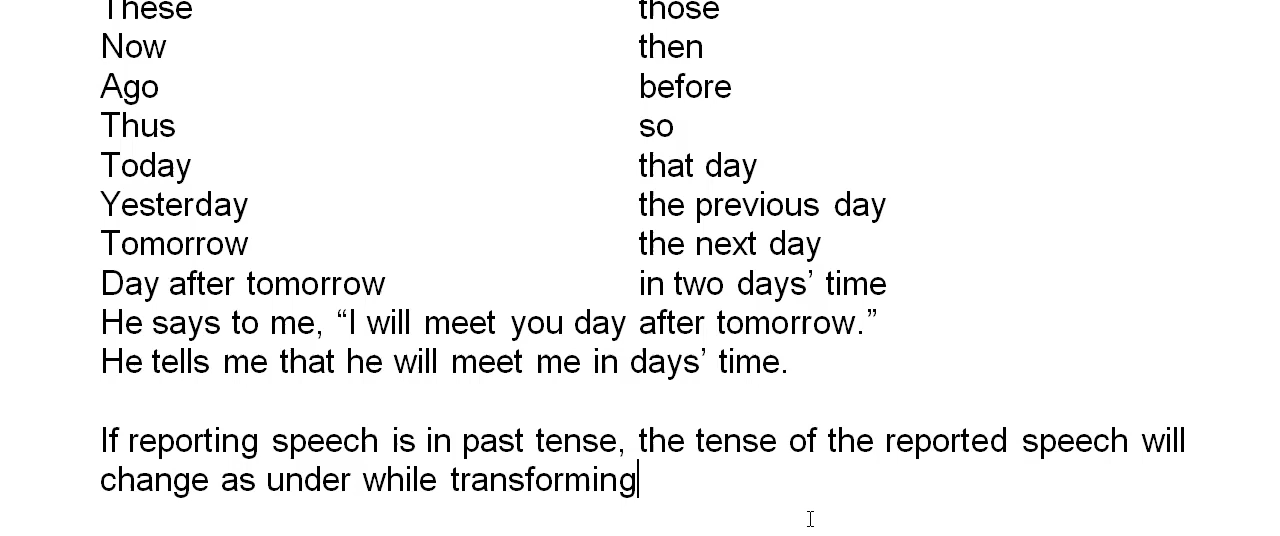 These those
Now then
Ago before
Thus so
Today that day
Yesterday the previous day
Tomorrow the next day
Day after tomorrow in two days’ time
He says to me, “I will meet you day after tomorrow.”
He tells me that he will meet me in days’ time.
If reporting speech is in past tense, the tense of the reported speech will
change as under while transforming